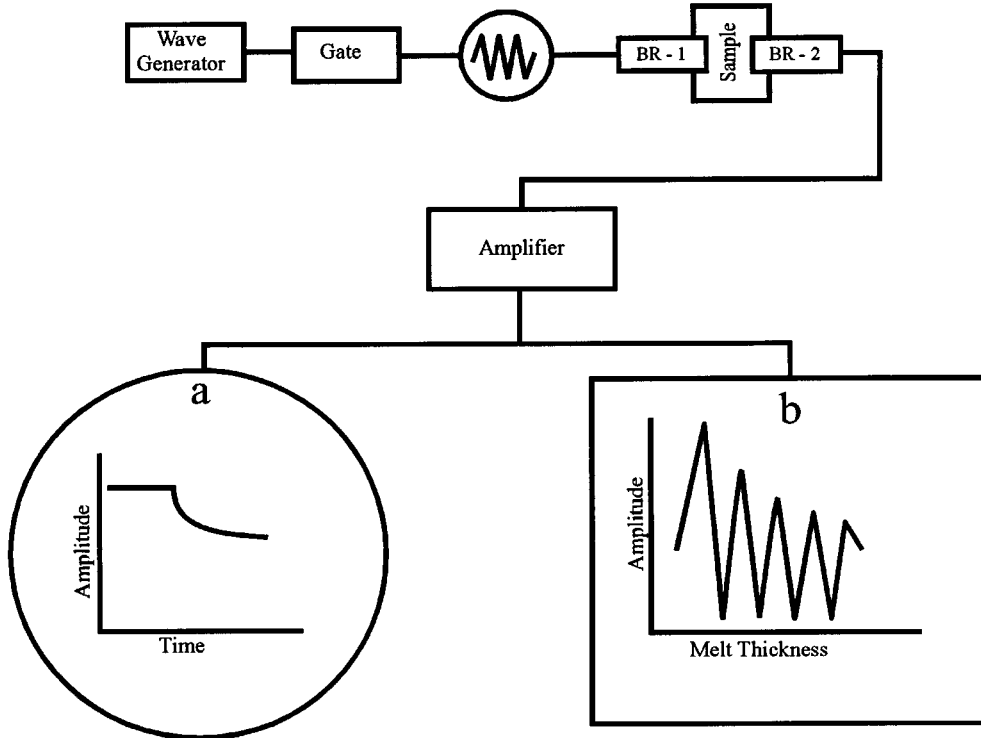 Wave
Generator
Gate
BR - 1
Sample
BR - 2
Amplifier
a
Amplitude
Time
b
Amplitude
Melt Thickness